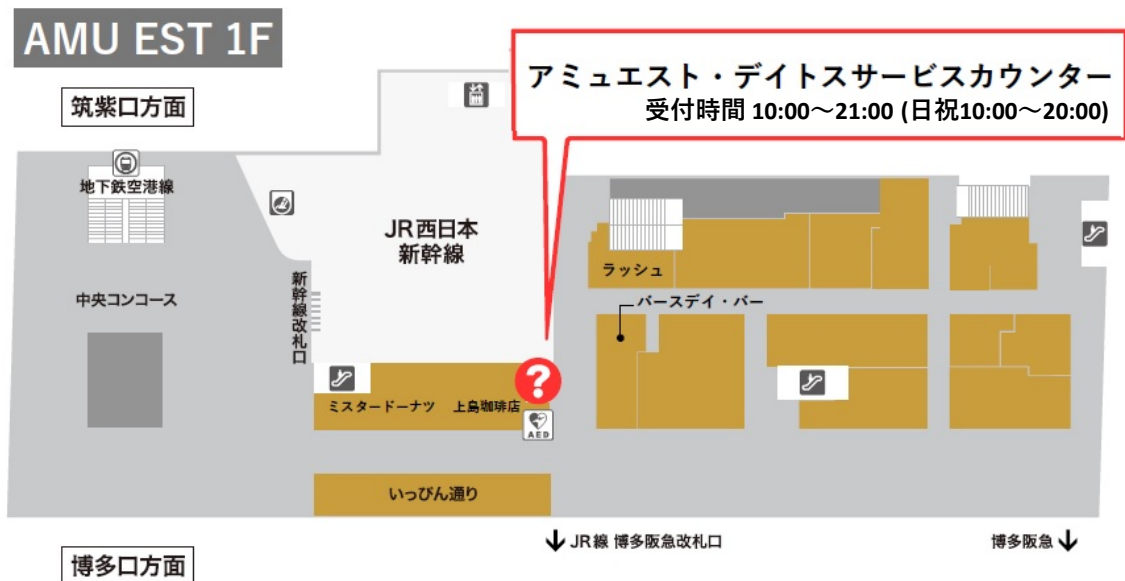 AMU EST 1F
アミュエスト・デイトスサービスカウンター
受付時間 10:00～21:00 (日祝10:00～20:00)
筑紫口方面
地下鉄空港線
JR西日本
新幹線
新幹線改札口
中央コンコース
ラッシュ
バースデイ・バー
?
ミスタードーナツ
上島珈琲店
AED
いっぴん通り
JR線 博多阪急改札口
博多阪急
博多口方面